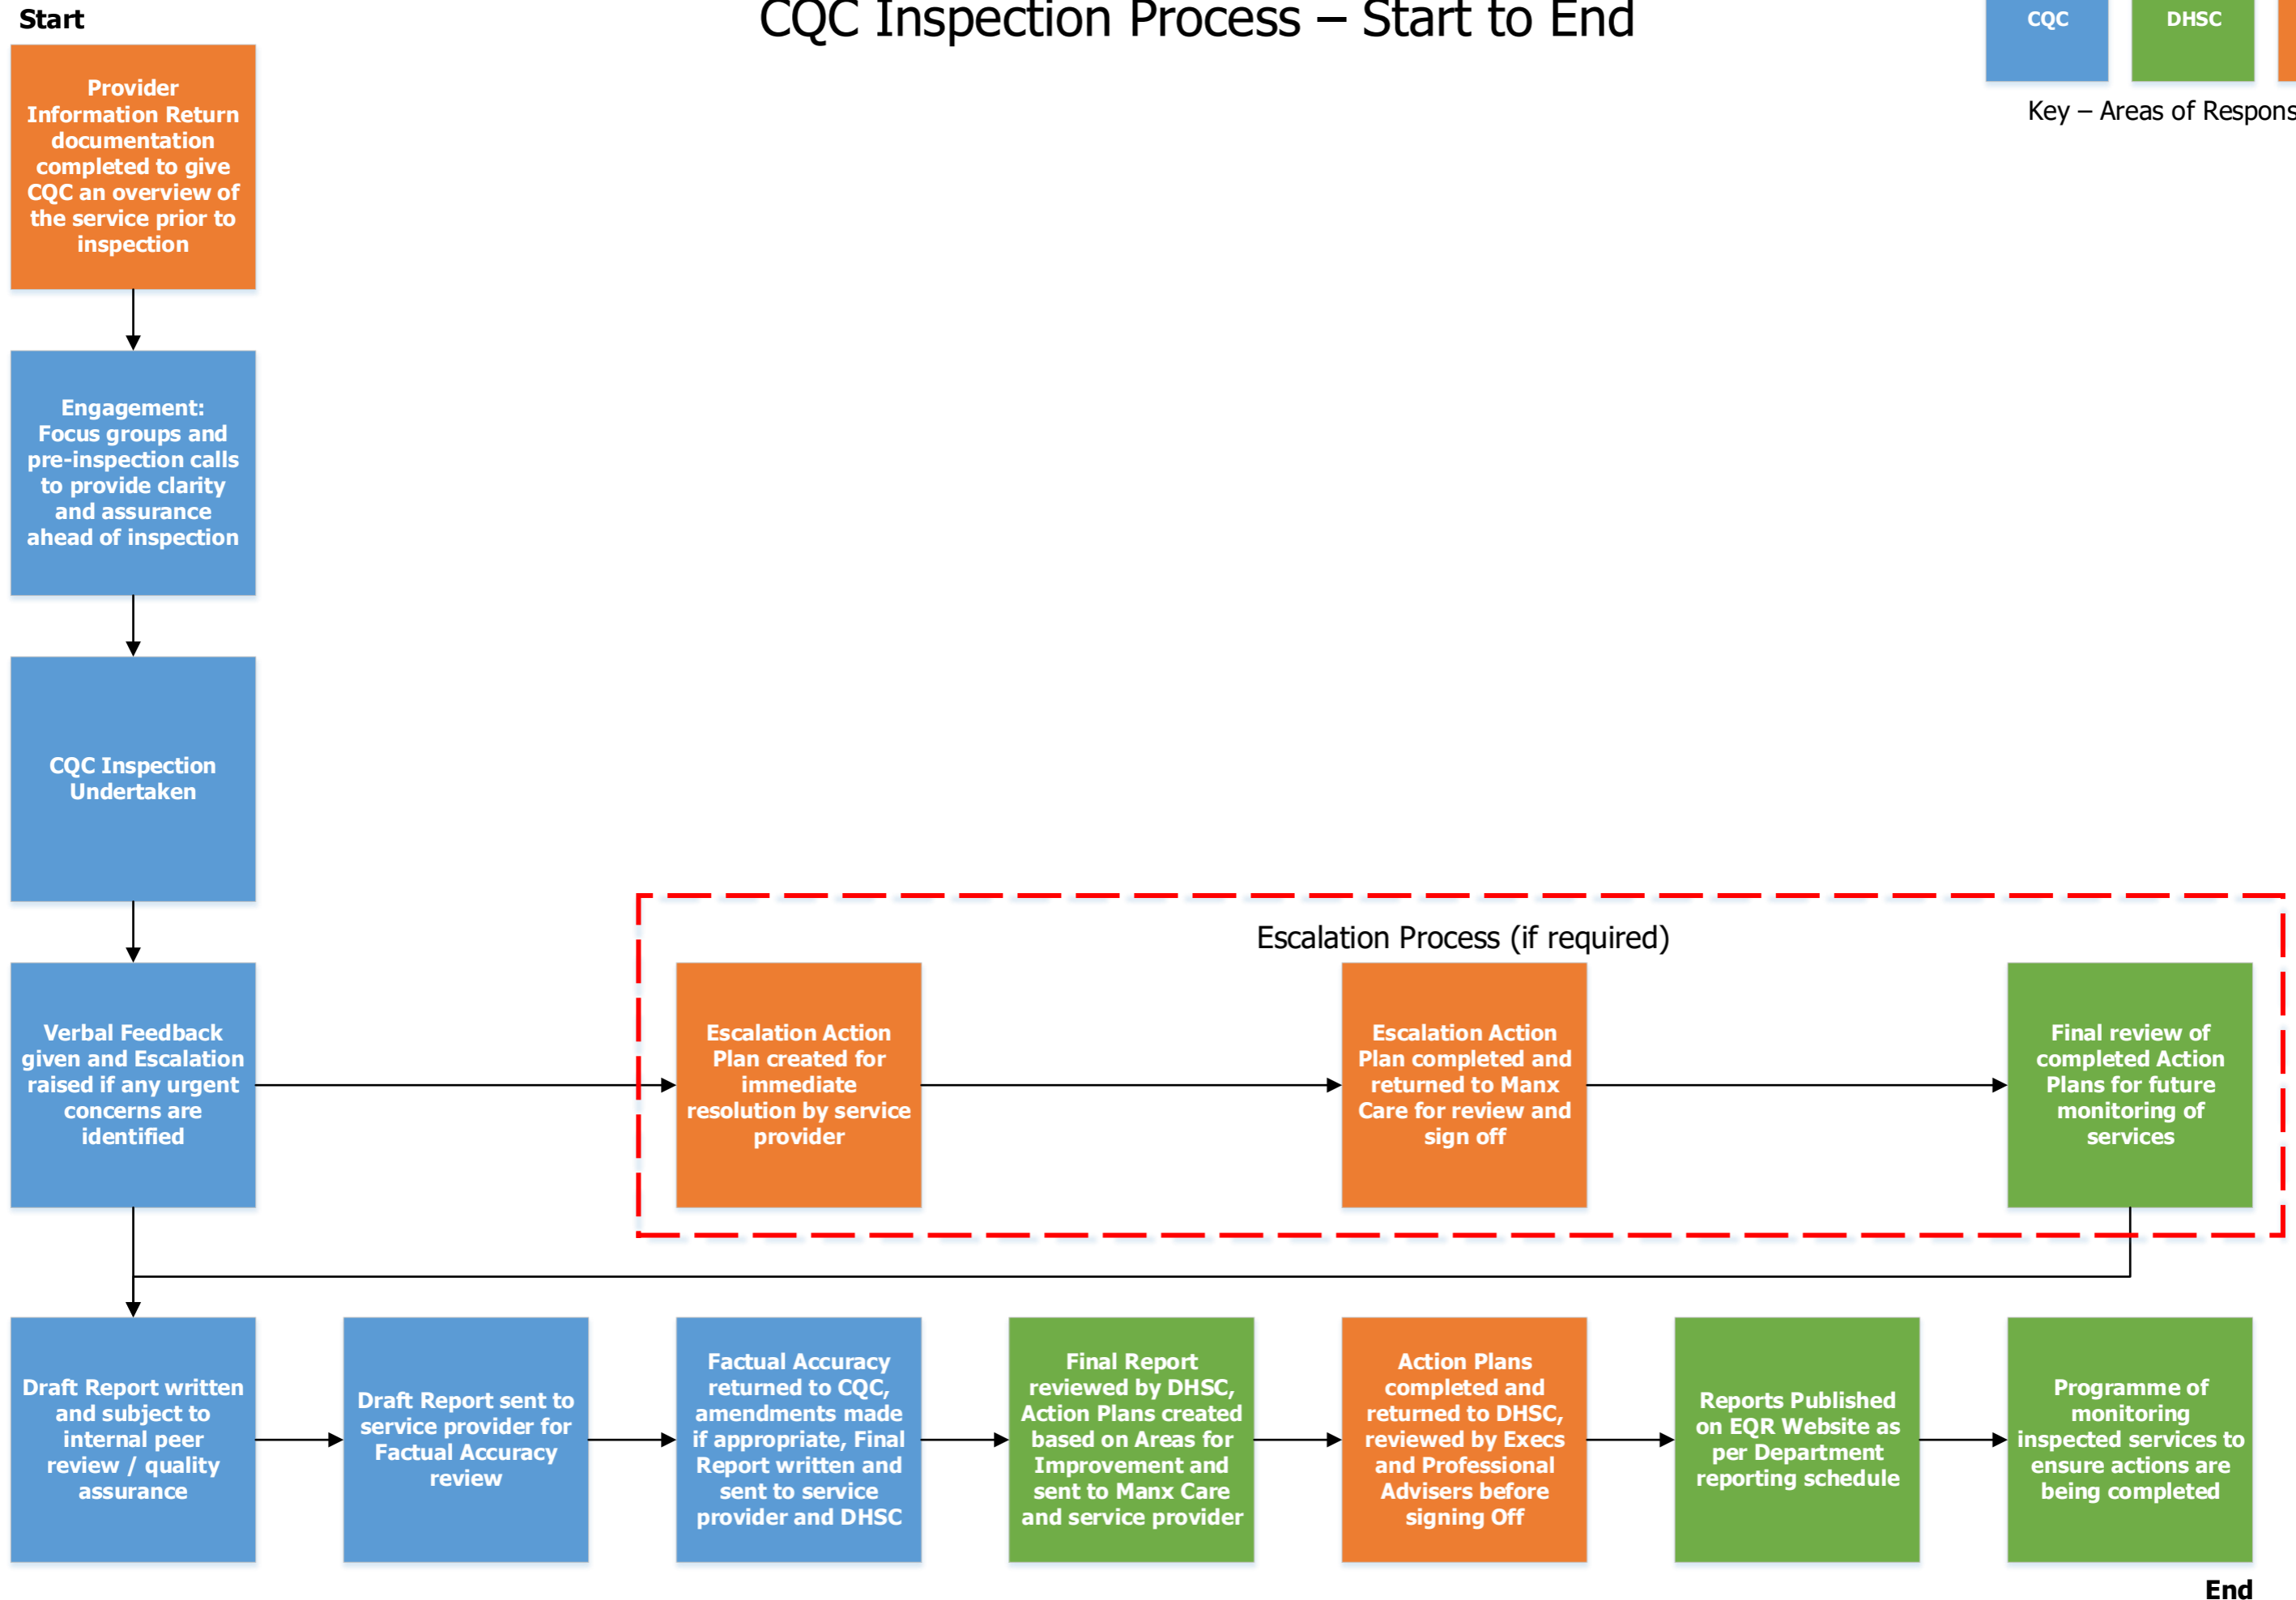 Start
CQC Inspection Process – Start to End
CQC
DHSC
Key – Areas of Respons
Provider
Information Return
documentation
completed to give
CQC an overview of
the service prior to
inspection
Engagement:
Focus groups and
pre-inspection calls
to provide clarity
and assurance
ahead of inspection
CQC Inspection
Undertaken
Escalation Process (if required)
Verbal Feedback
given and Escalation
raised if any urgent
concerns are
identified
Escalation Action
Plan created for
immediate
resolution by service
provider
Escalation Action
Plan completed and
returned to Manx
Care for review and
sign off
Final review of
completed Action
Plans for future
monitoring of
services
Draft Report written
and subject to
internal peer
review / quality
assurance
Draft Report sent to
service provider for
Factual Accuracy
review
Factual Accuracy
returned to CQC,
amendments made
if appropriate, Final
Report written and
sent to service
provider and DHSC
Final Report
reviewed by DHSC,
Action Plans created
based on Areas for
Improvement and
sent to Manx Care
and service provider
Action Plans
completed and
returned to DHSC,
reviewed by Execs
and Professional
Advisers before
signing Off
Reports Published
on EQR Website as
per Department
reporting schedule
Programme of
monitoring
inspected services to
ensure actions are
being completed
End